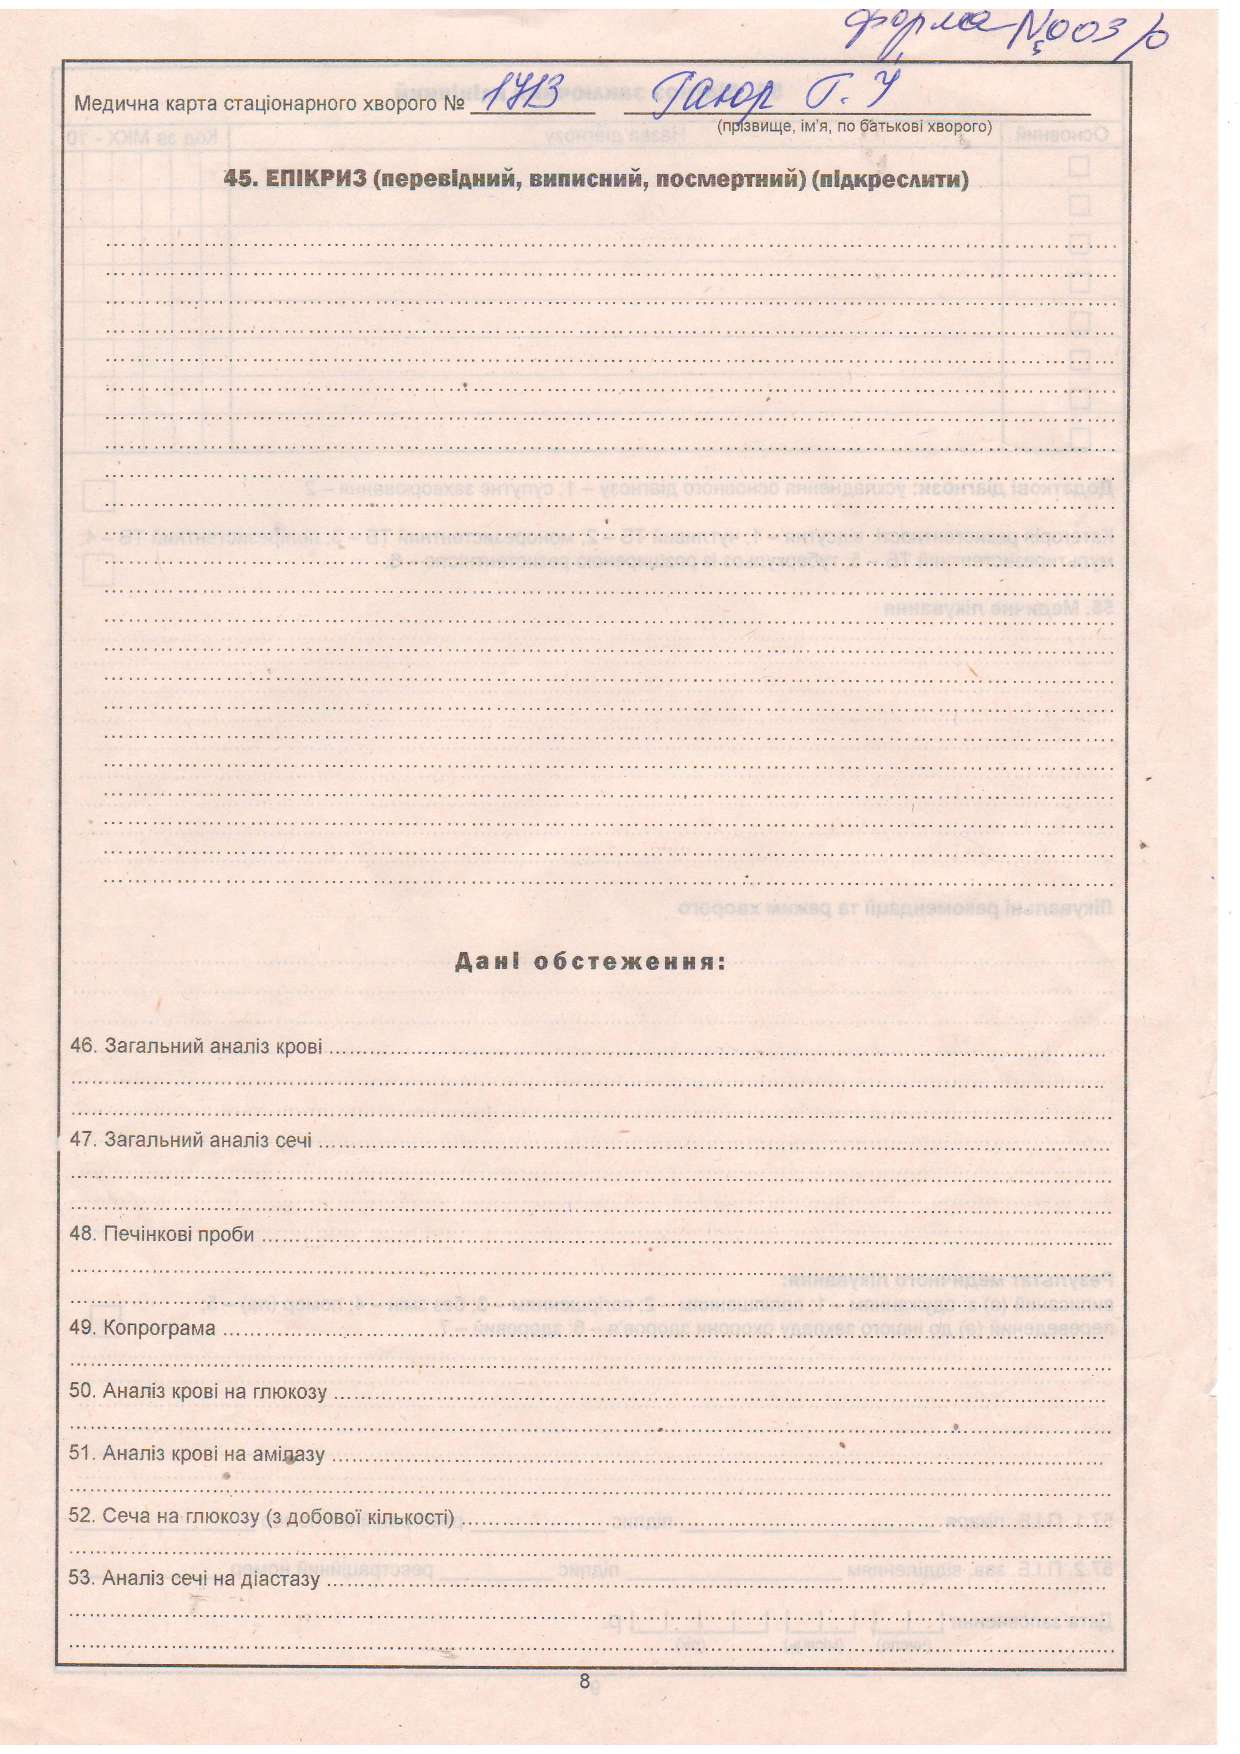 форма №003/о
Медична карта стаціонарного хворого № 1713 Гаюр Г. У
(прізвище, ім'я, по батькові хворого)
45. ЕПІКРИЗ (перевідний, виписний, посмертний) (підкреслити)
Дані обстеження:
46. Загальний аналіз крові
47. Загальний аналіз сечі
48. Печінкові проби
49. Копрограма
50. Аналіз крові на глюкозу
51. Аналіз крові на амілазу
52. Сеча на глюкозу (з добової кількості)
53. Аналіз сечі на діастазу
8